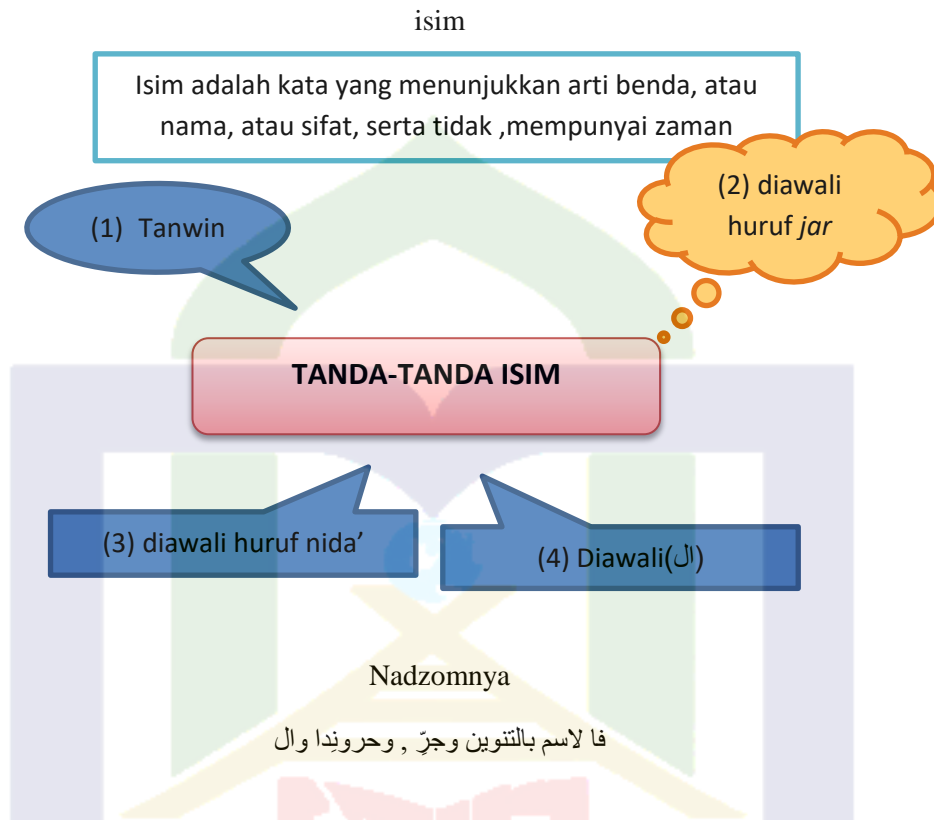 isim
Isim adalah kata yang menunjukkan arti benda, atau
nama, atau sifat, serta tidak ,mempunyai zaman
(1) Tanwin
(2) diawali
huruf jar
TANDA-TANDA ISIM
(3) diawali huruf nida’
(4) Diawali(ال)
Nadzomnya
فا لاسم بالتنوين وجرِّ , وحروندِا وال